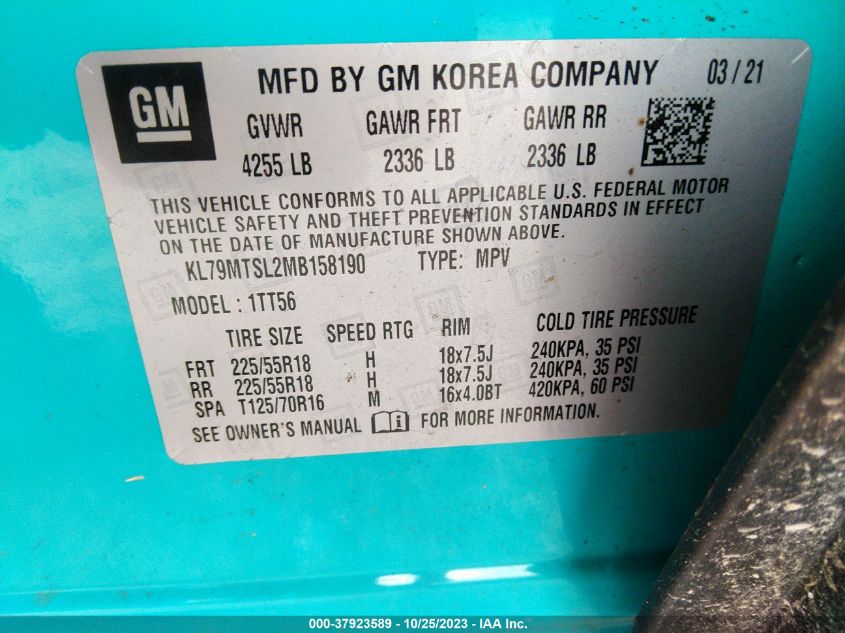 GM
MFD BY GM KOREA COMPANY 03 / 21
GVWR GAWR FRT GAWR RR
4255 LB 2336 LB 2336 LB
THIS VEHICLE CONFORMS TO ALL APPLICABLE U.S. FEDERAL MOTOR
VEHICLE SAFETY AND THEFT PREVENTION STANDARDS IN EFFECT
ON THE DATE OF MANUFACTURE SHOWN ABOVE.
KL79MTSL2MB158190 TYPE: MPV
MODEL : 1TT56
TIRE SIZE SPEED RTG RIM COLD TIRE PRESSURE
FRT 225/55R18 H 18x7.5J 240KPA, 35 PSI
RR 225/55R18 H 18x7.5J 240KPA, 35 PSI
SPA T125/70R16 M 16x4.0BT 420KPA, 60 PSI
SEE OWNER'S MANUAL FOR MORE INFORMATION.
000-37923589 - 10/25/2023 - IAA Inc.